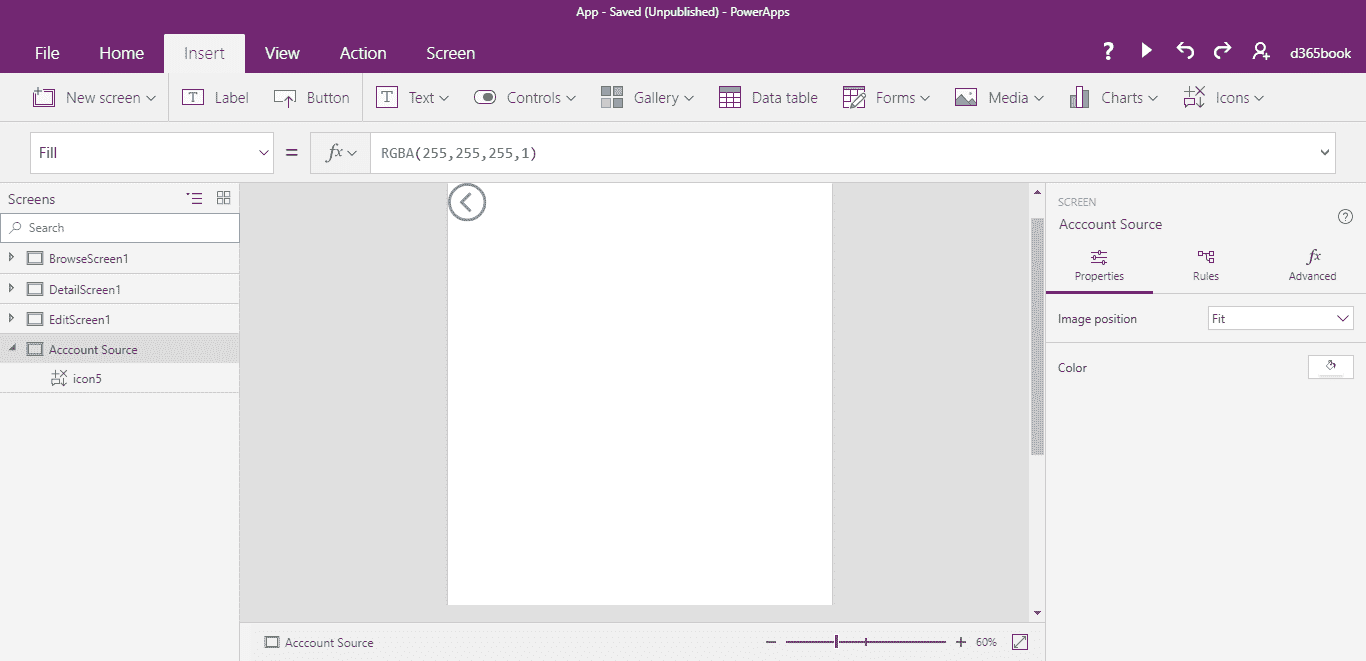 App - Saved (Unpublished) - PowerApps
File Home Insert View Action Screen ? d365book
New screen Label Button Text Controls Gallery Data table Forms Media Charts Icons
Fill = fx RGBA(255,255,255,1)
Screens
Search
BrowseScreen1
DetailScreen1
EditScreen1
Acccount Source
icon5
SCREEN
Acccount Source
Properties Rules Advanced
Image position Fit
Color
Acccount Source 60%